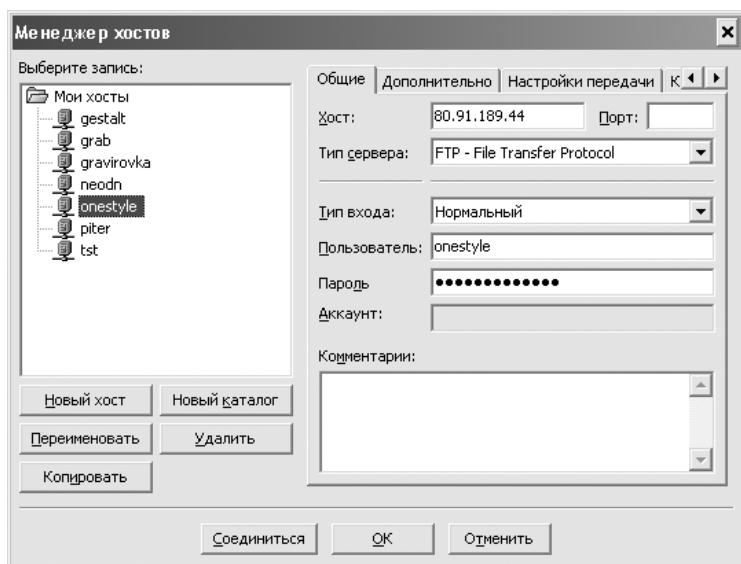 Менеджер хостов
Выберите запись:
Мои хосты
gestalt
grab
gravirovka
neodn
onestyle
piter
tst
Новый хост
Новый каталог
Переименовать
Удалить
Копировать
Общие
Дополнительно
Настройки передачи
К
Хост:
80.91.189.44
Порт:
Тип сервера:
FTP - File Transfer Protocol
Тип входа:
Нормальный
Пользователь:
onestyle
Пароль
•••••••••••••
Аккаунт:
Комментарии:
Соединиться
OK
Отменить